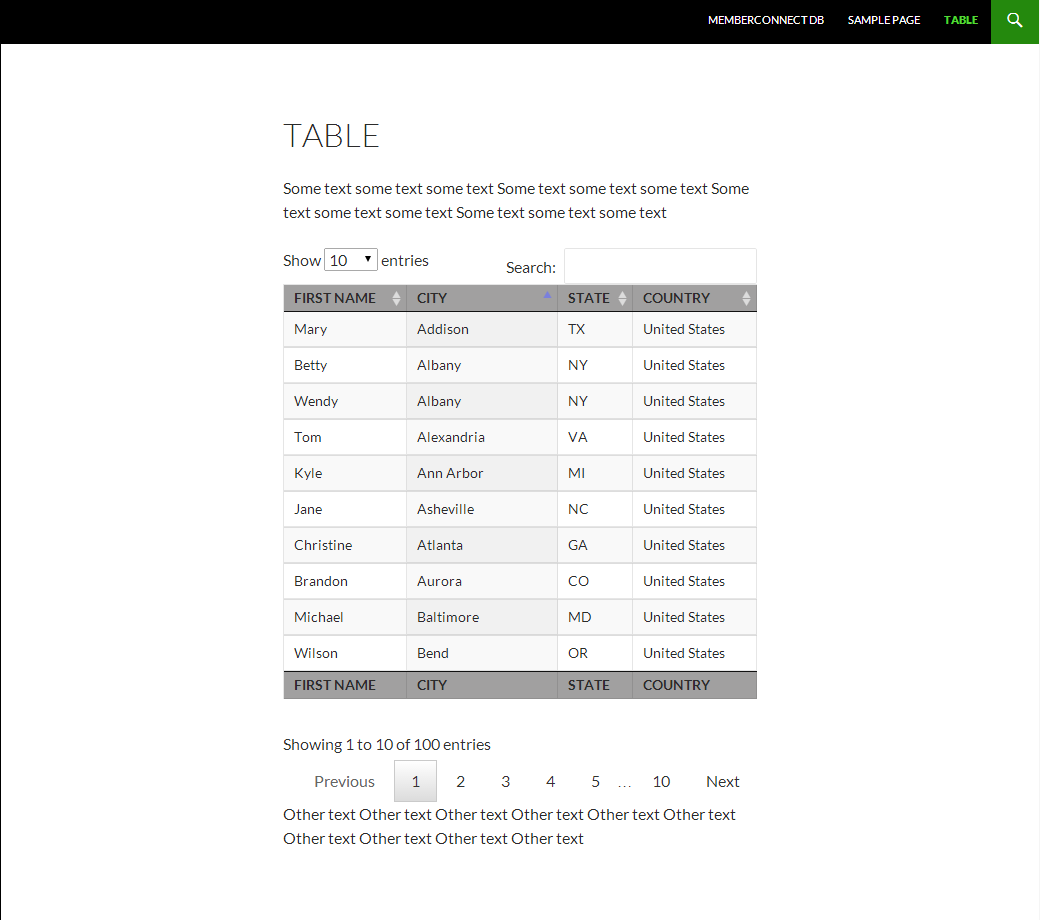 MEMBERCONNECT DB SAMPLE PAGE TABLE
TABLE
Some text some text some text Some text some text some text Some
text some text some text Some text some text some text
Show 10 entries Search:
FIRST NAME CITY STATE COUNTRY
Mary Addison TX United States
Betty Albany NY United States
Wendy Albany NY United States
Tom Alexandria VA United States
Kyle Ann Arbor MI United States
Jane Asheville NC United States
Christine Atlanta GA United States
Brandon Aurora CO United States
Michael Baltimore MD United States
Wilson Bend OR United States
FIRST NAME CITY STATE COUNTRY
Showing 1 to 10 of 100 entries
Previous 1 2 3 4 5 … 10 Next
Other text Other text Other text Other text Other text Other text
Other text Other text Other text Other text